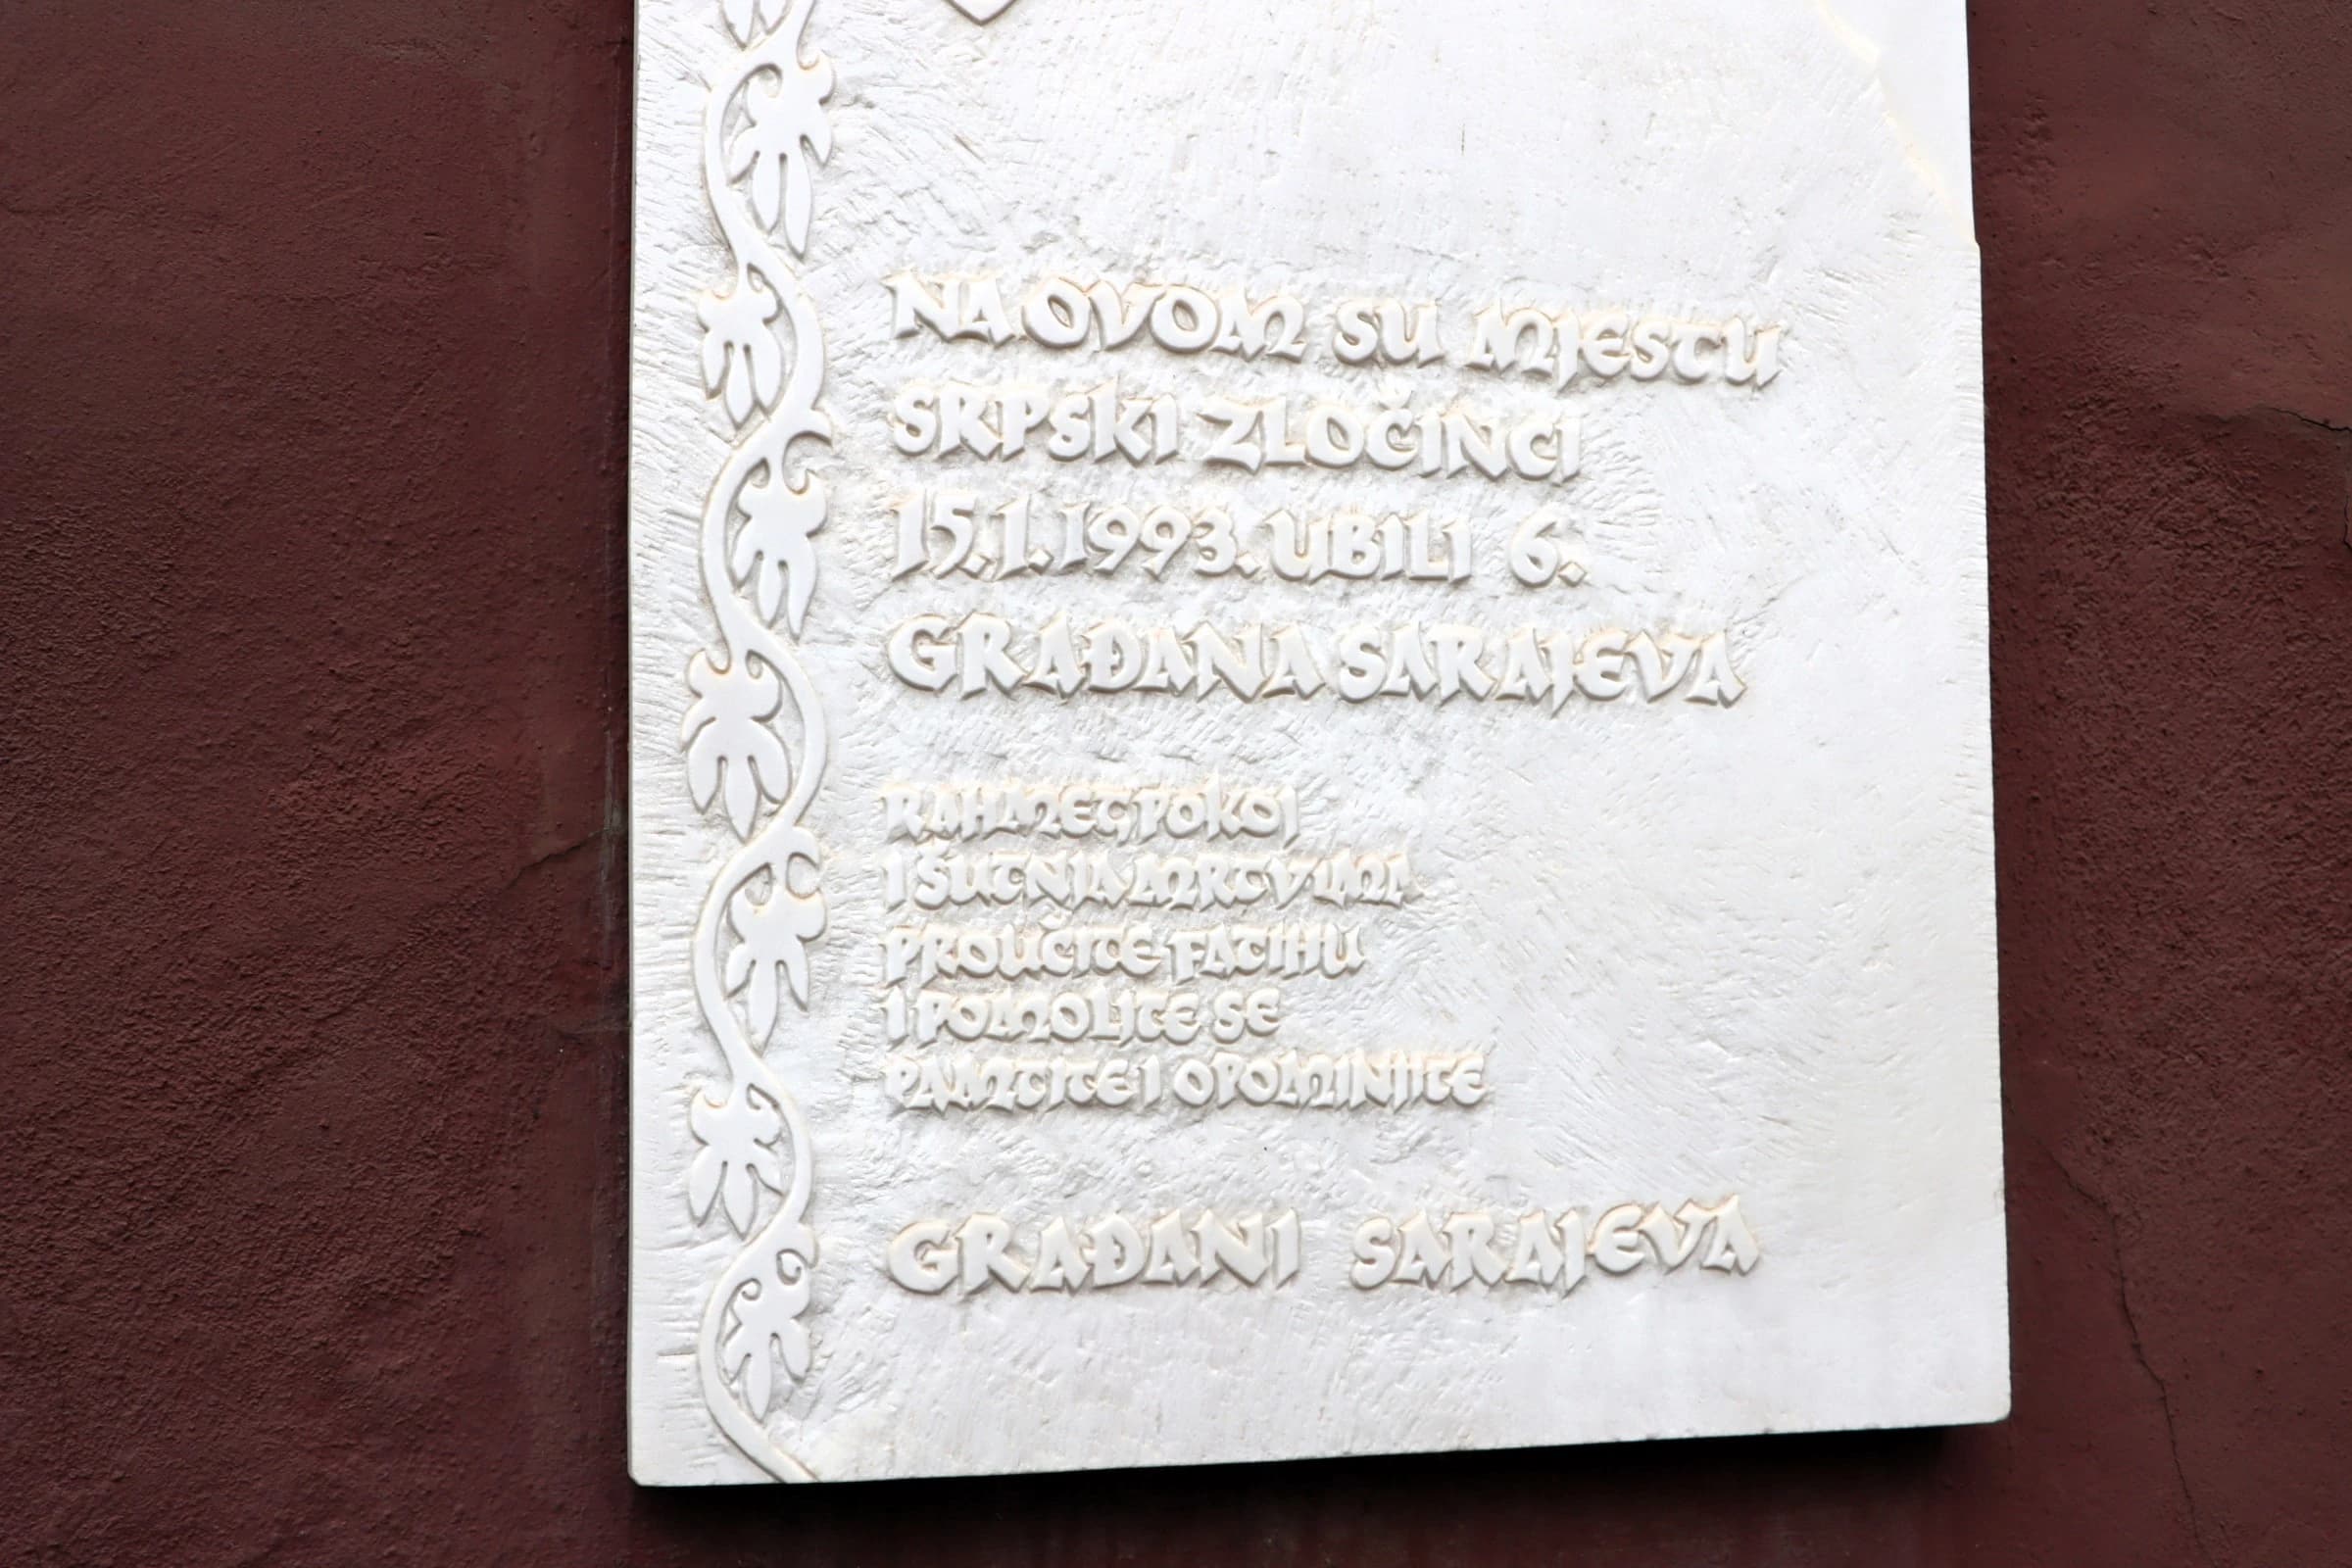 NA OVOM SU MJESTU
SRPSKI ZLOČINCI
15.1.1993. UBILI 6.
GRAĐANA SARAJEVA
RAHMET, POKOJ
I ŠUTNJA MRTVIMA
PROUČITE FATIHU
I POMOLITE SE
PAMTITE I OPOMINJITE
GRAĐANI SARAJEVA